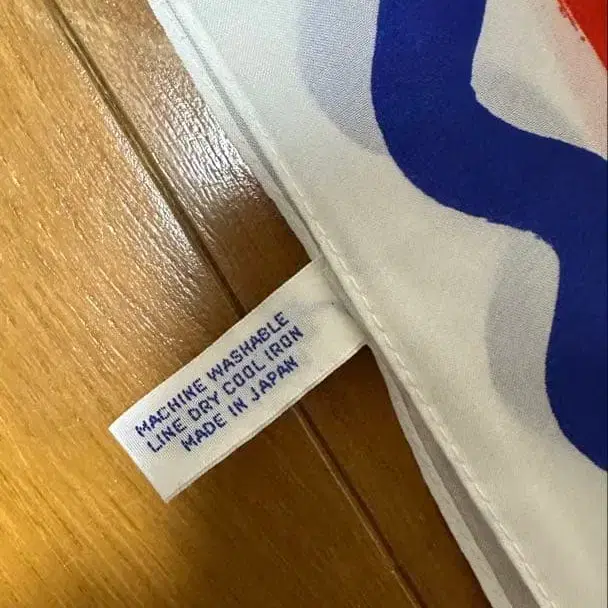 MACHINE WASHABLE
LINE DRY COOL IRON
MADE IN JAPAN